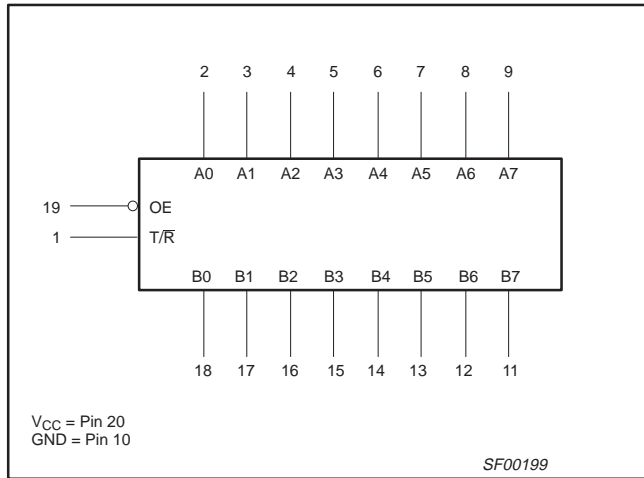 2 3 4 5 6 7 8 9
A0 A1 A2 A3 A4 A5 A6 A7
19 OE
1 T/R̅
B0 B1 B2 B3 B4 B5 B6 B7
18 17 16 15 14 13 12 11
VCC = Pin 20
GND = Pin 10
SF00199